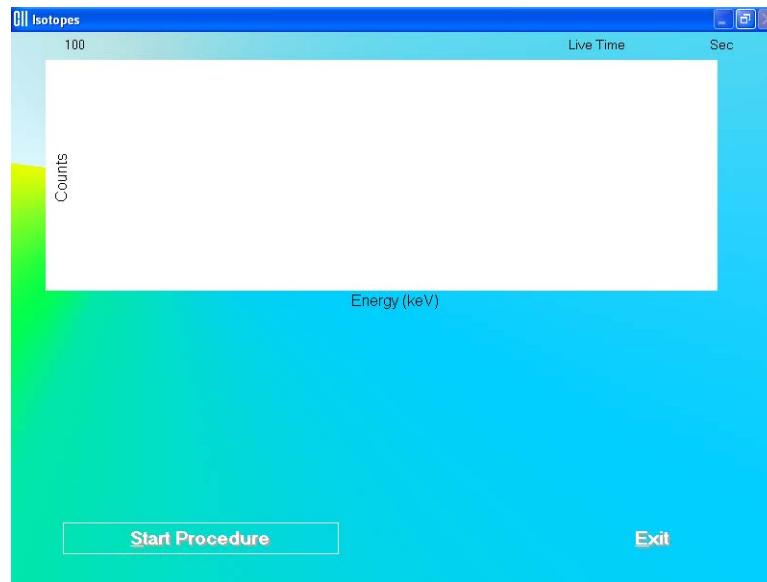 Isotopes
100 Live Time Sec
Counts
Energy (keV)
Start Procedure Exit